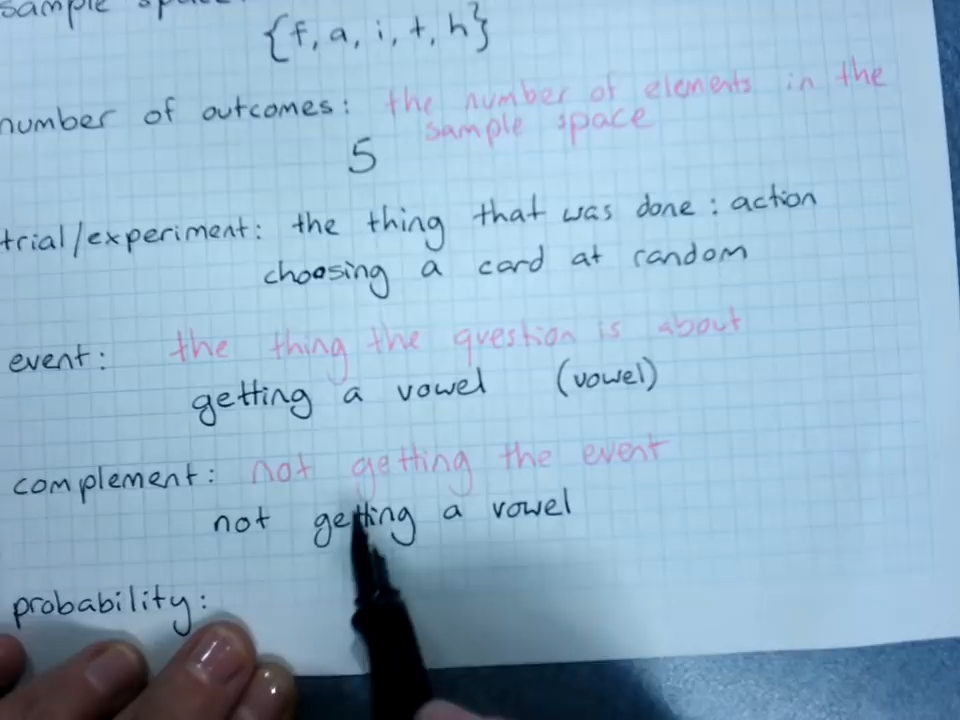 sample space
{f, a, i, t, h}
number of outcomes: the number of elements in the
sample space
5
trial/experiment: the thing that was done: action
choosing a card at random
event: the thing the question is about
getting a vowel (vowel)
complement: not getting the event
not getting a vowel
probability: